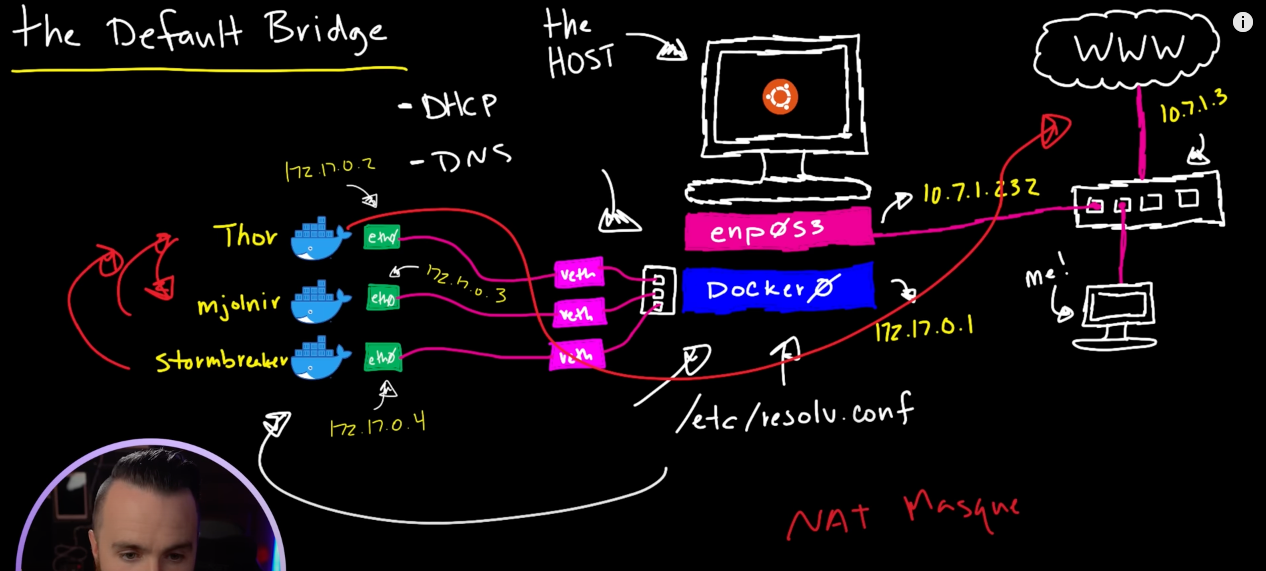 the Default Bridge
the
HOST
WWW
10.7.1.3
- DHCP
- DNS
172.17.0.2
10.7.1.232
Thor
eth0
enp0s3
veth
172.17.0.3
me!
mjolnir
eth0
veth
Docker0
172.17.0.1
stormbreaker
eth0
veth
172.17.0.4
/etc/resolv.conf
NAT Masque